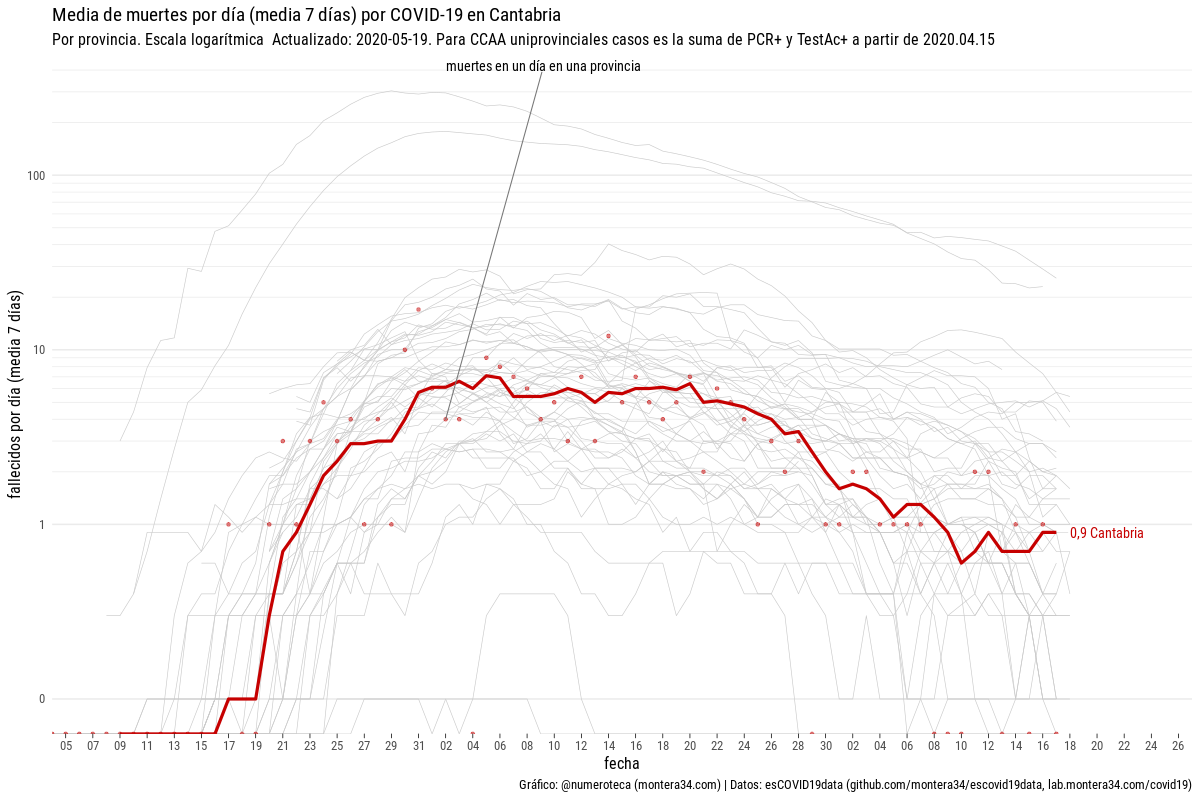 Media de muertes por día (media 7 días) por COVID-19 en Cantabria
Por provincia. Escala logarítmica  Actualizado: 2020-05-19. Para CCAA uniprovinciales casos es la suma de PCR+ y TestAc+ a partir de 2020.04.15
muertes en un día en una provincia
100
10
1
0
fallecidos por día (media 7 días)
0,9 Cantabria
05 07 09 11 13 15 17 19 21 23 25 27 29 31 02 04 06 08 10 12 14 16 18 20 22 24 26 28 30 02 04 06 08 10 12 14 16 18 20 22 24 26
fecha
Gráfico: @numeroteca (montera34.com) | Datos: esCOVID19data (github.com/montera34/escovid19data, lab.montera34.com/covid19)